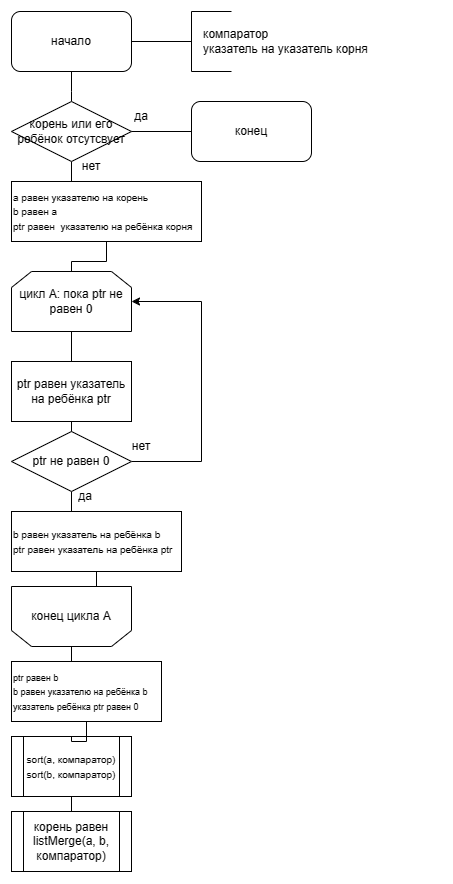 начало
компаратор
указатель на указатель корня
корень или его
ребёнок отсутсвует
да
конец
нет
a равен указателю на корень
b равен a
ptr равен указателю на ребёнка корня
цикл А: пока ptr не
равен 0
ptr равен указатель
на ребёнка ptr
ptr не равен 0
нет
да
b равен указатель на ребёнка b
ptr равен указатель на ребёнка ptr
конец цикла А
ptr равен b
b равен указателю на ребёнка b
указатель ребёнка ptr равен 0
sort(a, компаратор)
sort(b, компаратор)
корень равен
listMerge(a, b,
компаратор)